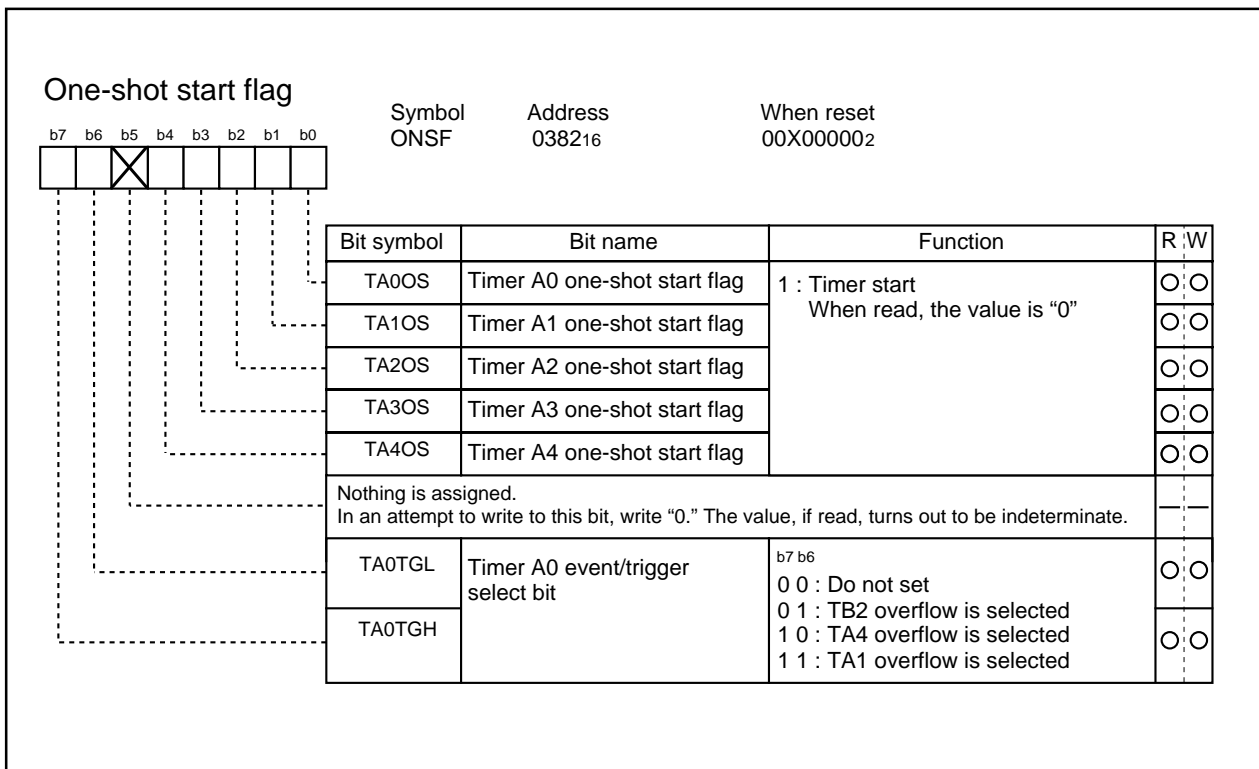 One-shot start flag
Symbol Address When reset
b7 b6 b5 b4 b3 b2 b1 b0
ONSF 038216 00X000002
Bit symbol Bit name Function R W
TA0OS Timer A0 one-shot start flag 1 : Timer start
When read, the value is “0”
TA1OS Timer A1 one-shot start flag
TA2OS Timer A2 one-shot start flag
TA3OS Timer A3 one-shot start flag
TA4OS Timer A4 one-shot start flag
Nothing is assigned.
In an attempt to write to this bit, write “0.” The value, if read, turns out to be indeterminate.
TA0TGL Timer A0 event/trigger
select bit
b7 b6
0 0 : Do not set
0 1 : TB2 overflow is selected
TA0TGH 1 0 : TA4 overflow is selected
1 1 : TA1 overflow is selected